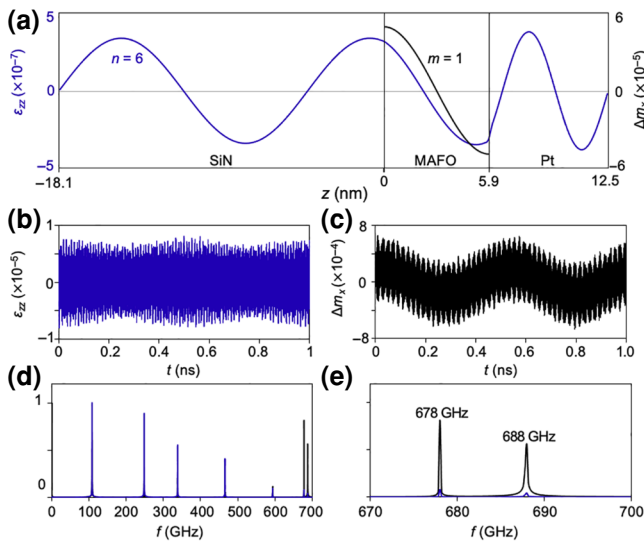 (a)
5
0
−5
ε_zz (×10⁻⁷)
n = 6
m = 1
6
0
−6
Δm_x (×10⁻⁵)
SiN
MAFO
Pt
−18.1
0
5.9
12.5
z (nm)
(b)
1
0
−1
ε_zz (×10⁻⁵)
0 0.2 0.4 0.6 0.8 1
t (ns)
(c)
8
0
−8
Δm_x (×10⁻⁴)
0 0.2 0.4 0.6 0.8 1.0
t (ns)
(d)
1
0
0 100 200 300 400 500 600 700
f (GHz)
(e)
678 GHz
688 GHz
670 680 690 700
f (GHz)